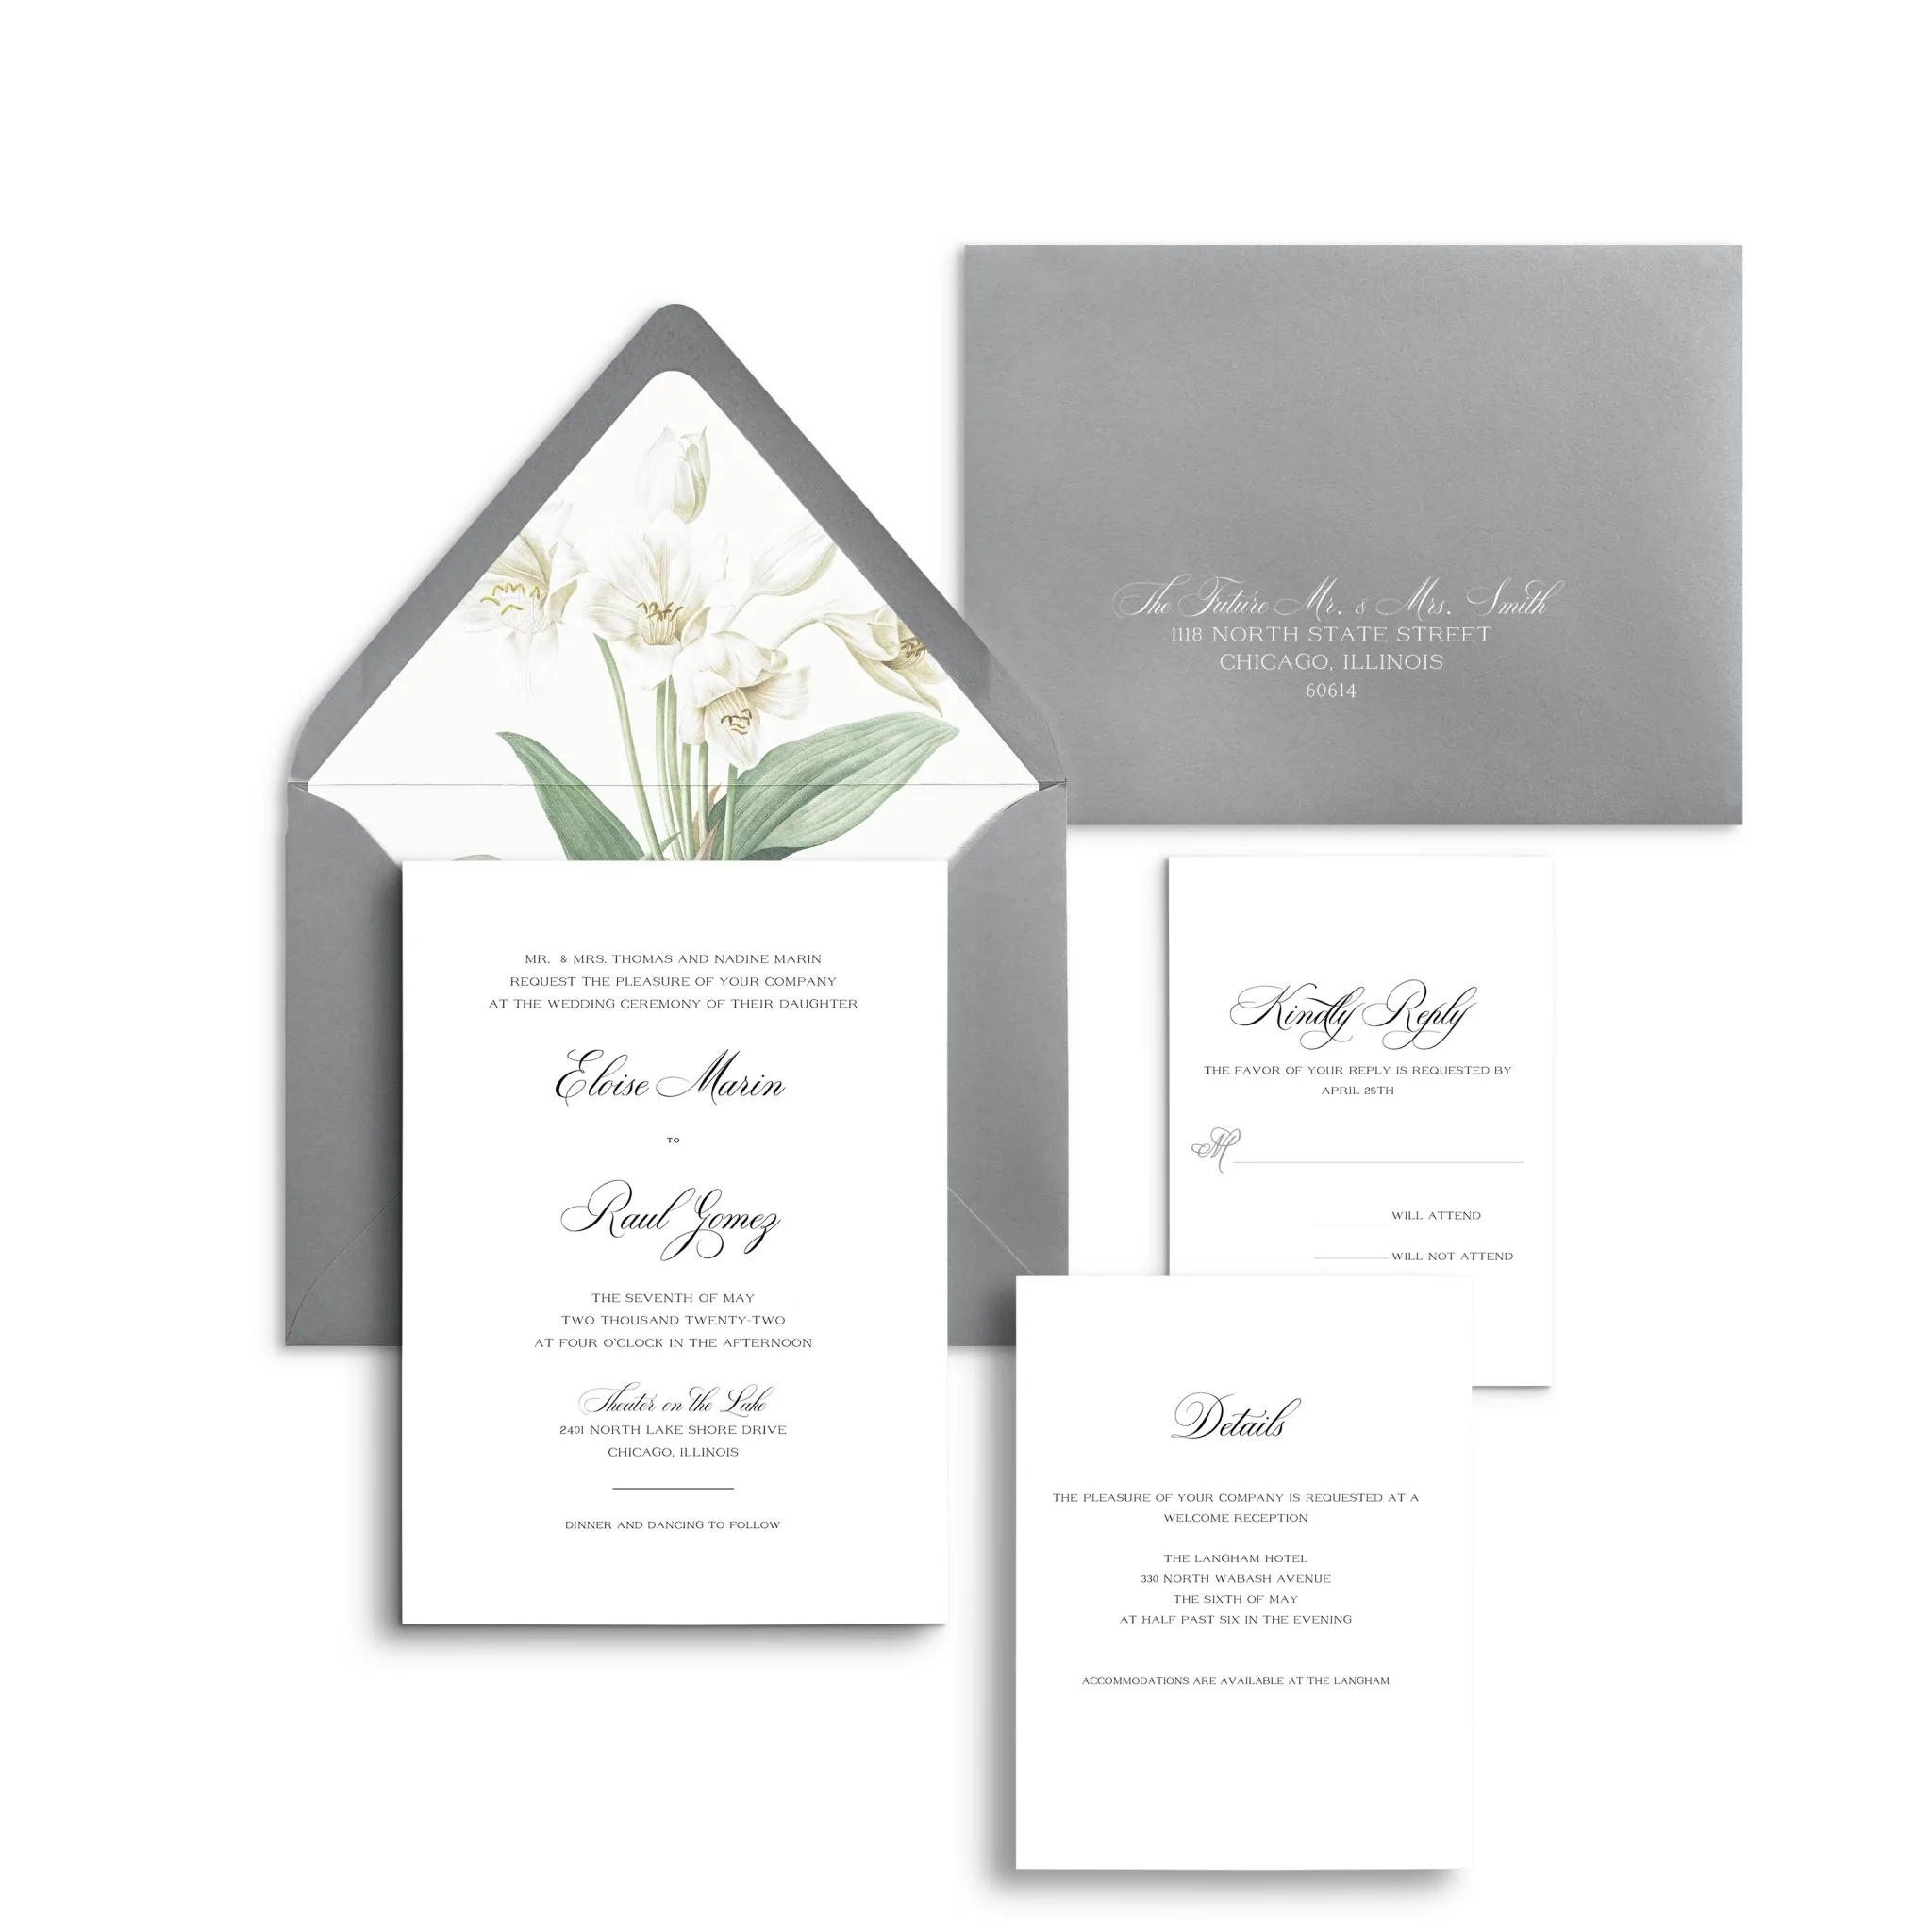 The Future Mr. & Mrs. Smith
1118 NORTH STATE STREET
CHICAGO, ILLINOIS
60614
MR. & MRS. THOMAS AND NADINE MARIN
REQUEST THE PLEASURE OF YOUR COMPANY
AT THE WEDDING CEREMONY OF THEIR DAUGHTER
Eloise Marin
TO
Raul Gomez
THE SEVENTH OF MAY
TWO THOUSAND TWENTY-TWO
AT FOUR O'CLOCK IN THE AFTERNOON
Theater on the Lake
2401 NORTH LAKE SHORE DRIVE
CHICAGO, ILLINOIS
DINNER AND DANCING TO FOLLOW
Kindly Reply
THE FAVOR OF YOUR REPLY IS REQUESTED BY
APRIL 25TH
M
WILL ATTEND
WILL NOT ATTEND
Details
THE PLEASURE OF YOUR COMPANY IS REQUESTED AT A
WELCOME RECEPTION
THE LANGHAM HOTEL
330 NORTH WABASH AVENUE
THE SIXTH OF MAY
AT HALF PAST SIX IN THE EVENING
ACCOMMODATIONS ARE AVAILABLE AT THE LANGHAM